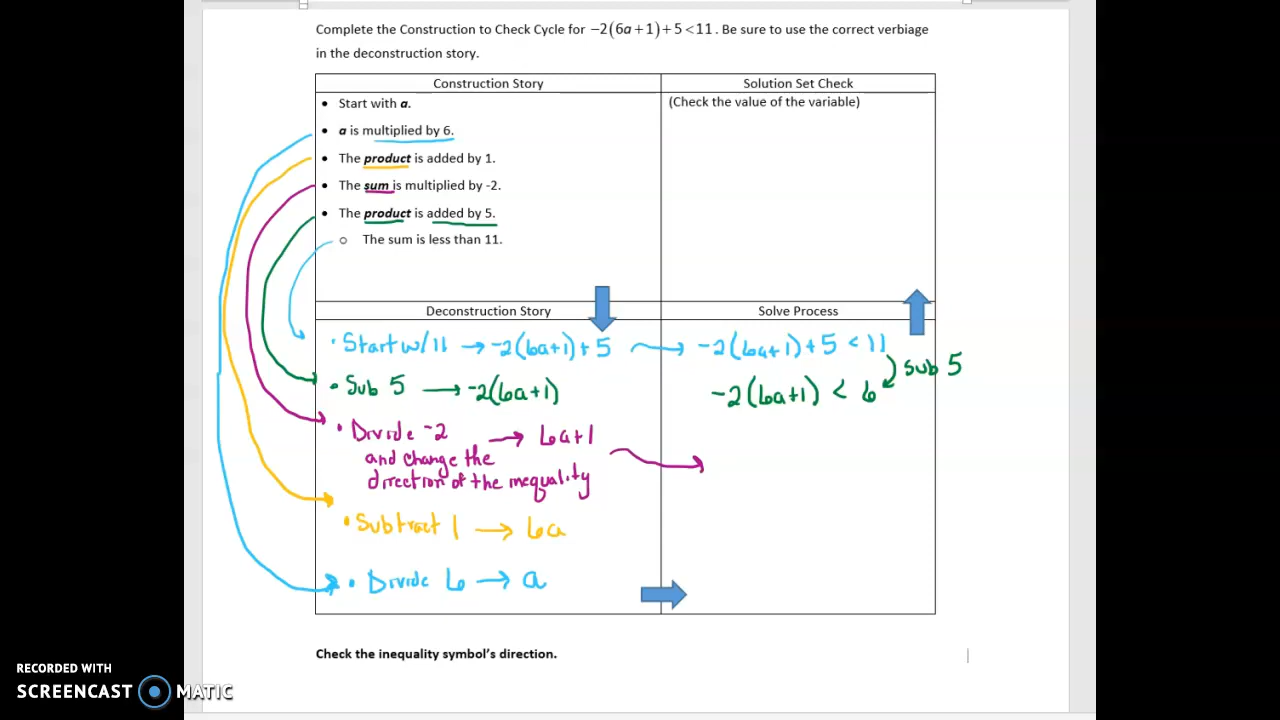 Complete the Construction to Check Cycle for −2(6a+1)+5<11. Be sure to use the correct verbiage
in the deconstruction story.
Construction Story
• Start with a.
• a is multiplied by 6.
• The product is added by 1.
• The sum is multiplied by -2.
• The product is added by 5.
o The sum is less than 11.
Solution Set Check
(Check the value of the variable)
Deconstruction Story
• Start w/ 11 → -2(6a+1)+5
• Sub 5 → -2(6a+1)
• Divide -2 → 6a+1
and change the
direction of the inequality
• Subtract 1 → 6a
• Divide 6 → a
Solve Process
-2(6a+1)+5 < 11
Sub 5
-2(6a+1) < 6
Check the inequality symbol's direction.
RECORDED WITH
SCREENCAST MATIC